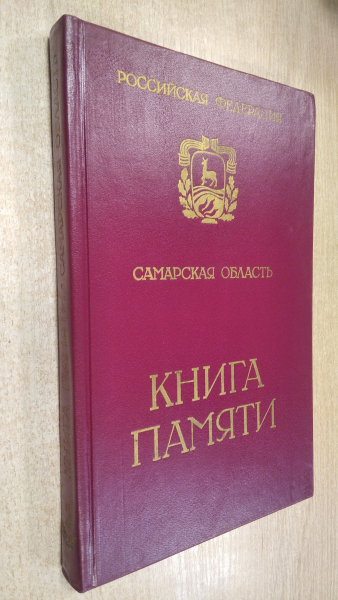 РОССИЙСКАЯ ФЕДЕРАЦИЯ
САМАРСКАЯ ОБЛАСТЬ
КНИГА
ПАМЯТИ